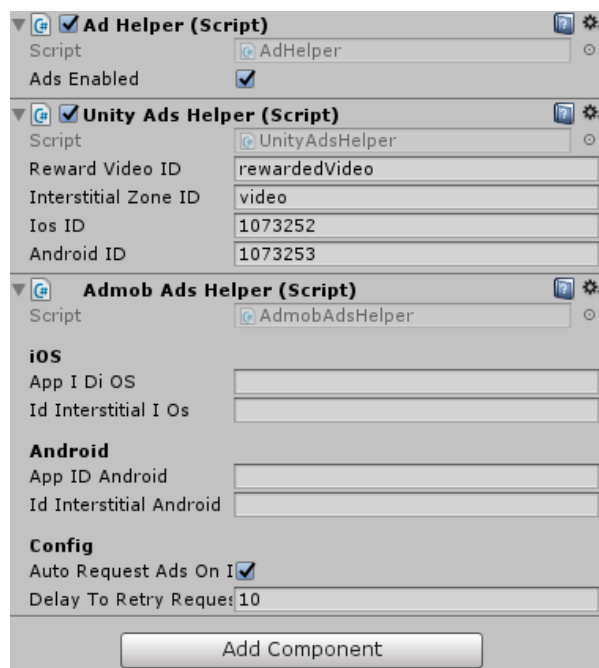 Ad Helper (Script)
Script AdHelper
Ads Enabled
Unity Ads Helper (Script)
Script UnityAdsHelper
Reward Video ID rewardedVideo
Interstitial Zone ID video
Ios ID 1073252
Android ID 1073253
Admob Ads Helper (Script)
Script AdmobAdsHelper
iOS
App I Di OS
Id Interstitial I Os
Android
App ID Android
Id Interstitial Android
Config
Auto Request Ads On I
Delay To Retry Reques 10
Add Component